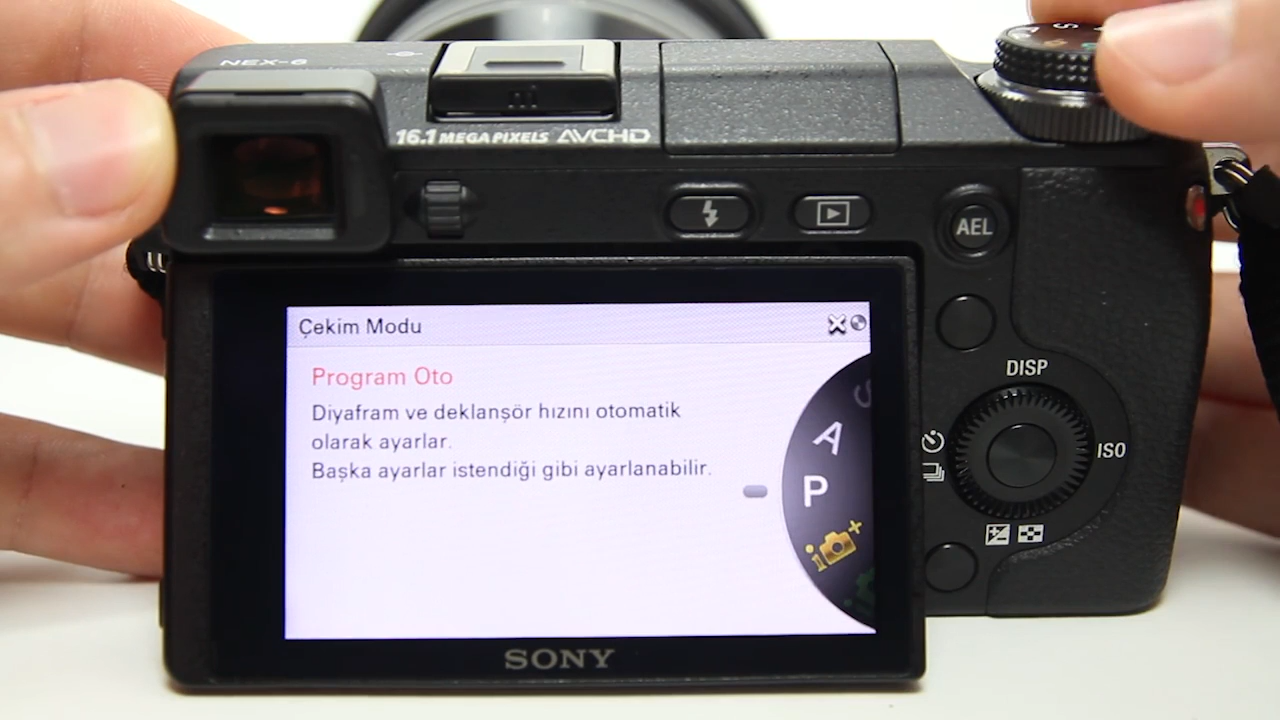 NEX-6
mi
16.1 MEGA PIXELS AVCHD
AEL
Çekim Modu
DISP
Program Oto
Diyafram ve deklanşör hızını otomatik
olarak ayarlar.
Başka ayarlar istendiği gibi ayarlanabilir.
S
A
P
i
ISO
SONY